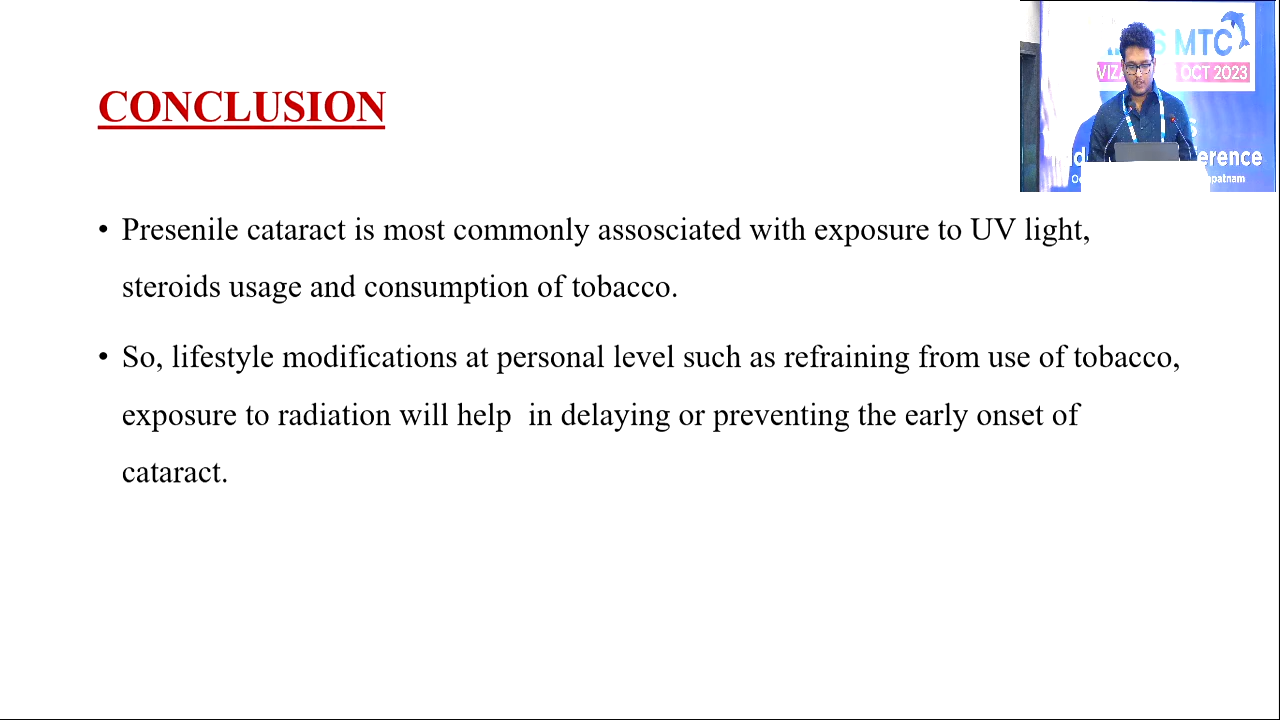 CONCLUSION
MTC
OCT 2023
erence
• Presenile cataract is most commonly assosciated with exposure to UV light,
steroids usage and consumption of tobacco.
• So, lifestyle modifications at personal level such as refraining from use of tobacco,
exposure to radiation will help in delaying or preventing the early onset of
cataract.